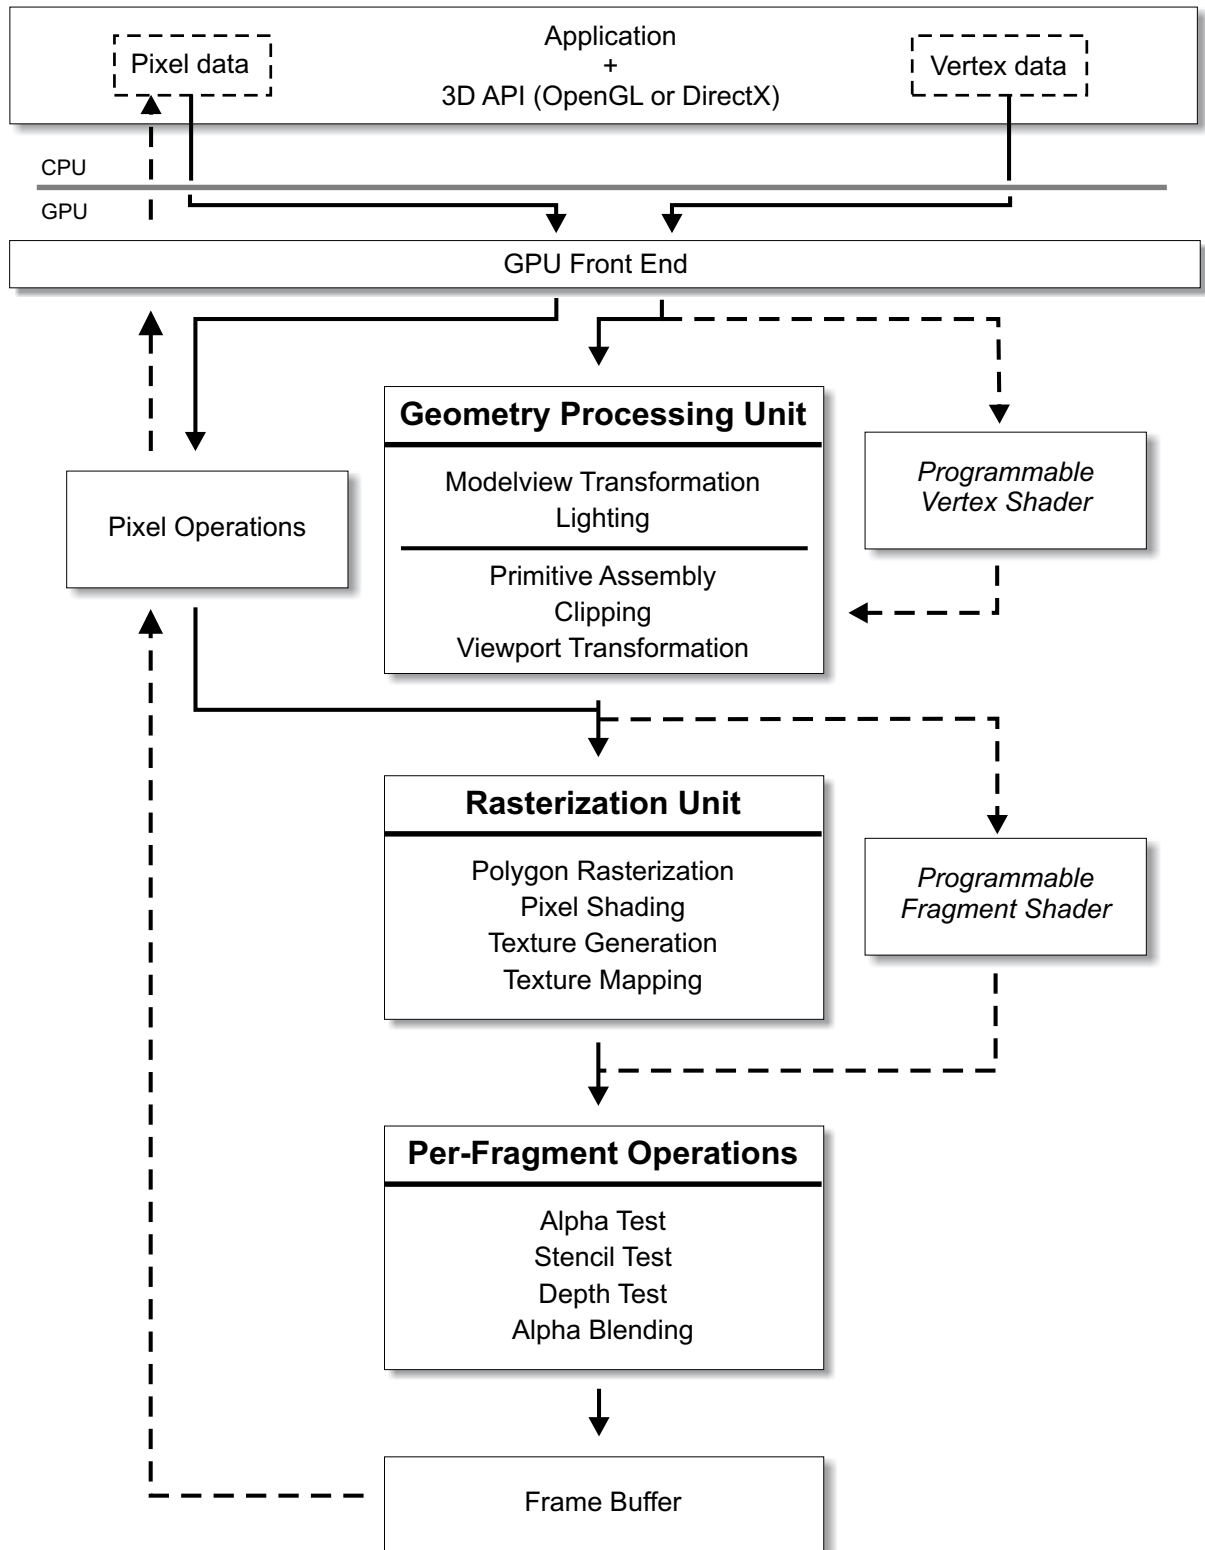 Application
+
3D API (OpenGL or DirectX)
Pixel data
Vertex data
CPU
GPU
GPU Front End
Geometry Processing Unit
Modelview Transformation
Lighting
Primitive Assembly
Clipping
Viewport Transformation
Programmable
Vertex Shader
Pixel Operations
Rasterization Unit
Polygon Rasterization
Pixel Shading
Texture Generation
Texture Mapping
Programmable
Fragment Shader
Per-Fragment Operations
Alpha Test
Stencil Test
Depth Test
Alpha Blending
Frame Buffer